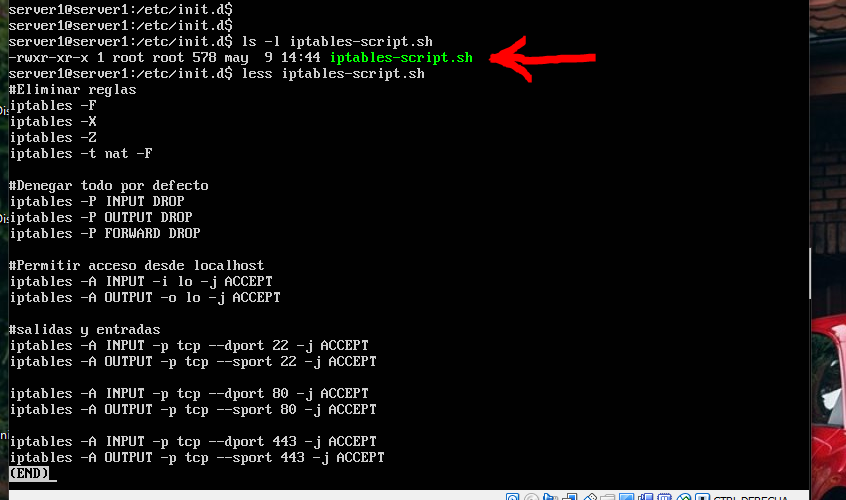 server1@server1:/etc/init.d$
server1@server1:/etc/init.d$
server1@server1:/etc/init.d$ ls -l iptables-script.sh
-rwxr-xr-x 1 root root 578 may  9 14:44 iptables-script.sh
server1@server1:/etc/init.d$ less iptables-script.sh
#Eliminar reglas
iptables -F
iptables -X
iptables -Z
iptables -t nat -F

#Denegar todo por defecto
iptables -P INPUT DROP
iptables -P OUTPUT DROP
iptables -P FORWARD DROP

#Permitir acceso desde localhost
iptables -A INPUT -i lo -j ACCEPT
iptables -A OUTPUT -o lo -j ACCEPT

#salidas y entradas
iptables -A INPUT -p tcp --dport 22 -j ACCEPT
iptables -A OUTPUT -p tcp --sport 22 -j ACCEPT

iptables -A INPUT -p tcp --dport 80 -j ACCEPT
iptables -A OUTPUT -p tcp --sport 80 -j ACCEPT

iptables -A INPUT -p tcp --dport 443 -j ACCEPT
iptables -A OUTPUT -p tcp --sport 443 -j ACCEPT
(END)
CTRL DERECHA